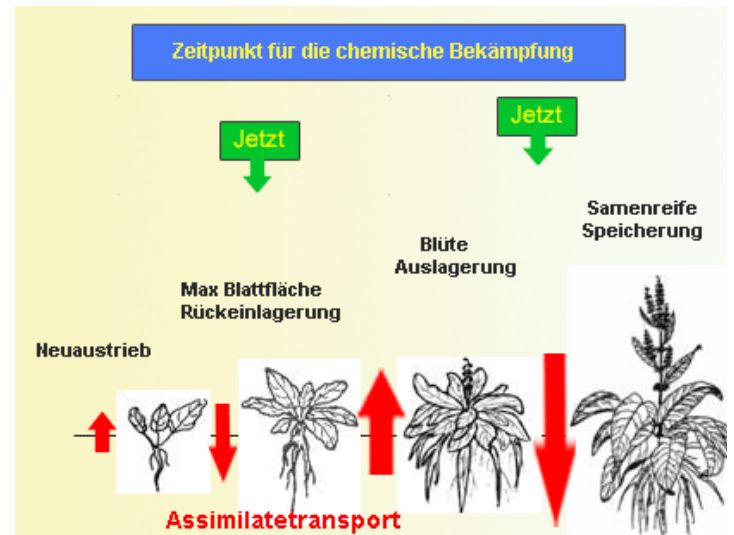 Zeitpunkt für die chemische Bekämpfung
Jetzt
Jetzt
Samenreife
Speicherung
Blüte
Auslagerung
Max Blattfläche
Rückeinlagerung
Neuaustrieb
Assimilatetransport